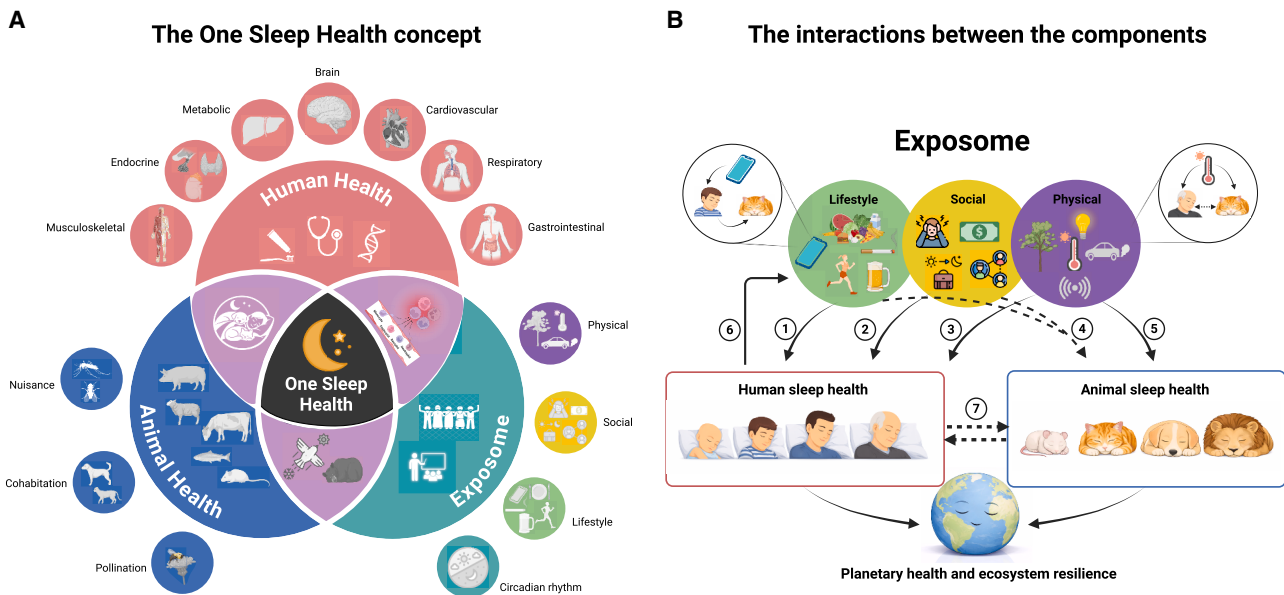 A
The One Sleep Health concept
Brain
Metabolic
Cardiovascular
Endocrine
Respiratory
Musculoskeletal
Gastrointestinal
Human Health
Physical
Nuisance
One Sleep
Health
Social
Animal Health
Exposome
Cohabitation
Lifestyle
Pollination
Circadian rhythm
B
The interactions between the components
Exposome
Lifestyle
Social
Physical
$
6
1
2
3
4
5
Human sleep health
Animal sleep health
7
Planetary health and ecosystem resilience